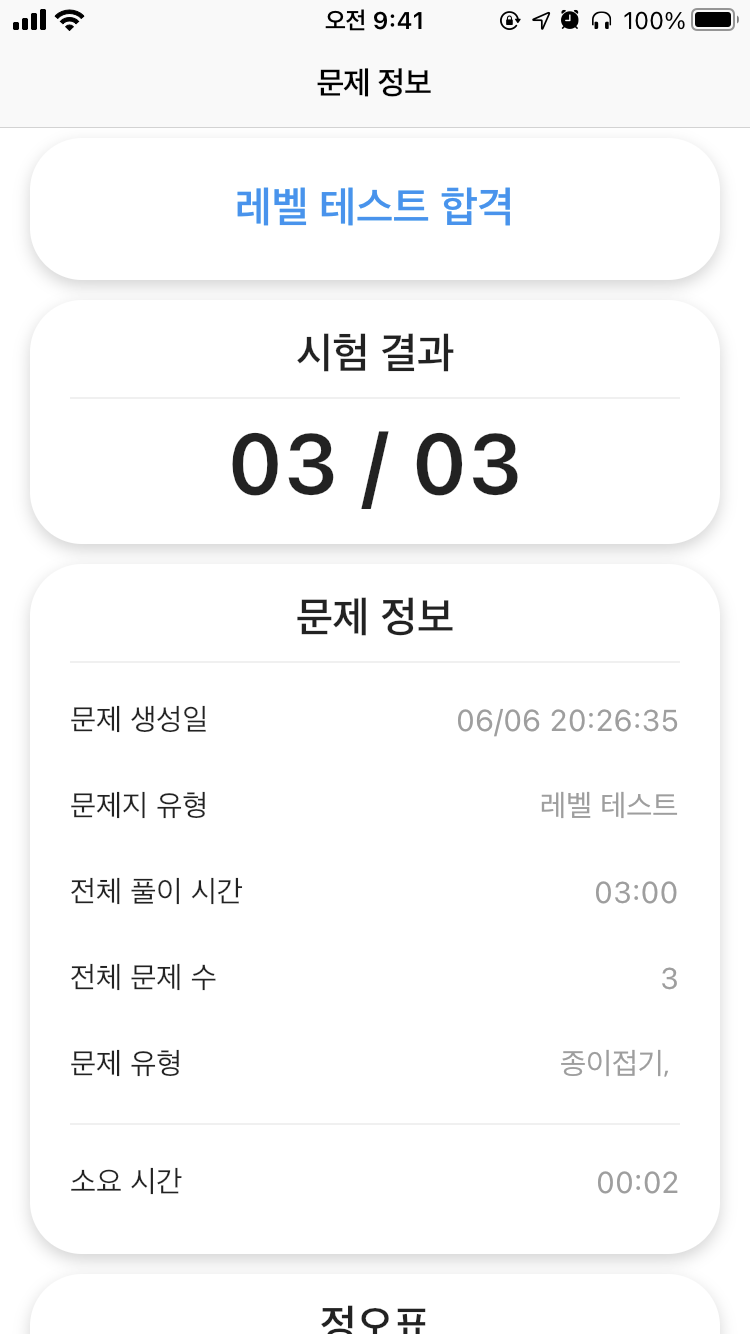 오전 9:41 100%
문제 정보
레벨 테스트 합격
시험 결과
03 / 03
문제 정보
문제 생성일 06/06 20:26:35
문제지 유형 레벨 테스트
전체 풀이 시간 03:00
전체 문제 수 3
문제 유형 종이접기,
소요 시간 00:02
정오표